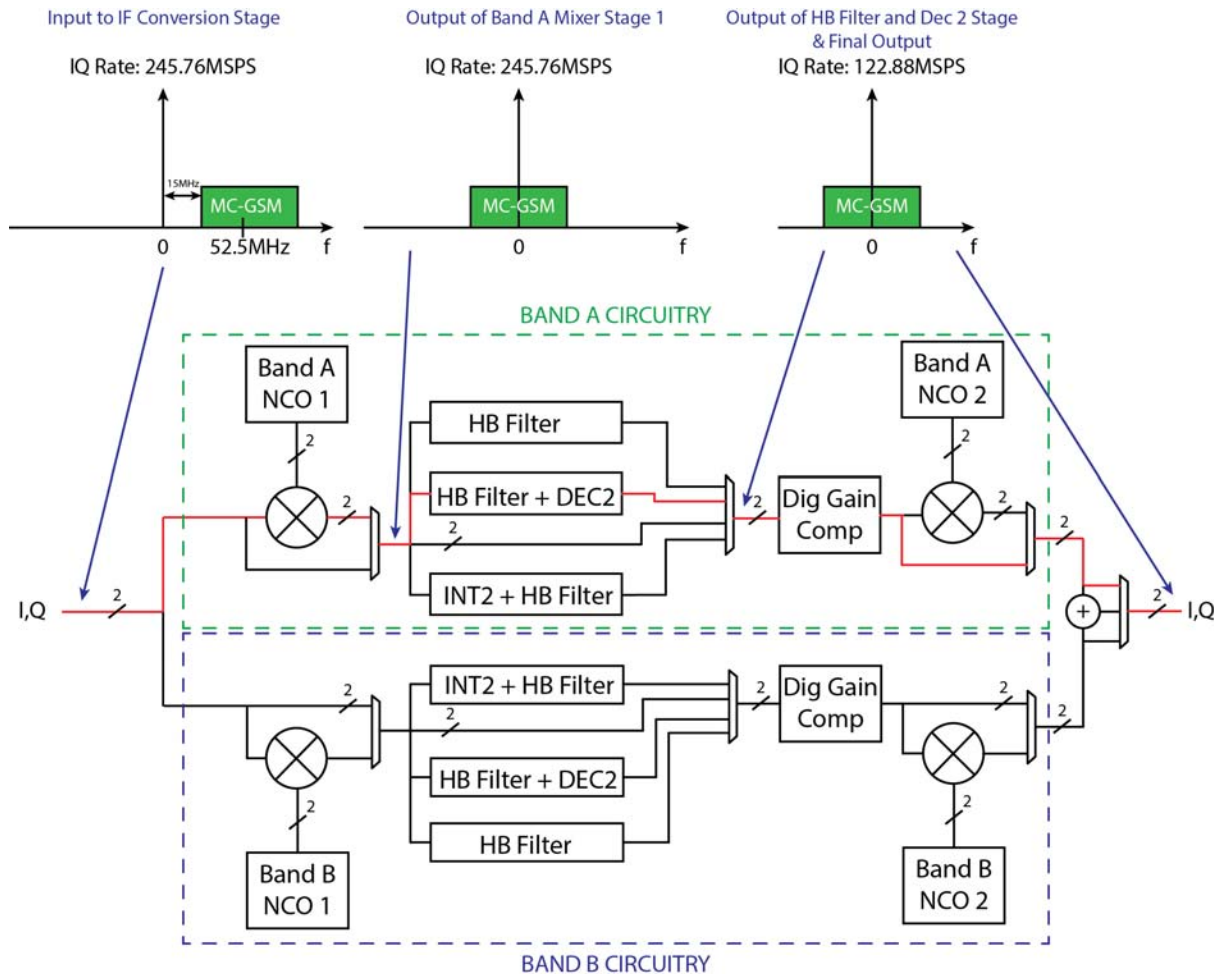 Input to IF Conversion Stage
IQ Rate: 245.76MSPS
15MHz
MC-GSM
0
52.5MHz
f
Output of Band A Mixer Stage 1
IQ Rate: 245.76MSPS
MC-GSM
0
f
Output of HB Filter and Dec 2 Stage
& Final Output
IQ Rate: 122.88MSPS
MC-GSM
0
f
BAND A CIRCUITRY
Band A
NCO 1
2
2
HB Filter
HB Filter + DEC2
2
INT2 + HB Filter
2
Dig Gain
Comp
Band A
NCO 2
2
2
2
I,Q
2
+
2
I,Q
2
2
INT2 + HB Filter
HB Filter + DEC2
HB Filter
2
Dig Gain
Comp
2
2
2
Band B
NCO 1
2
Band B
NCO 2
BAND B CIRCUITRY